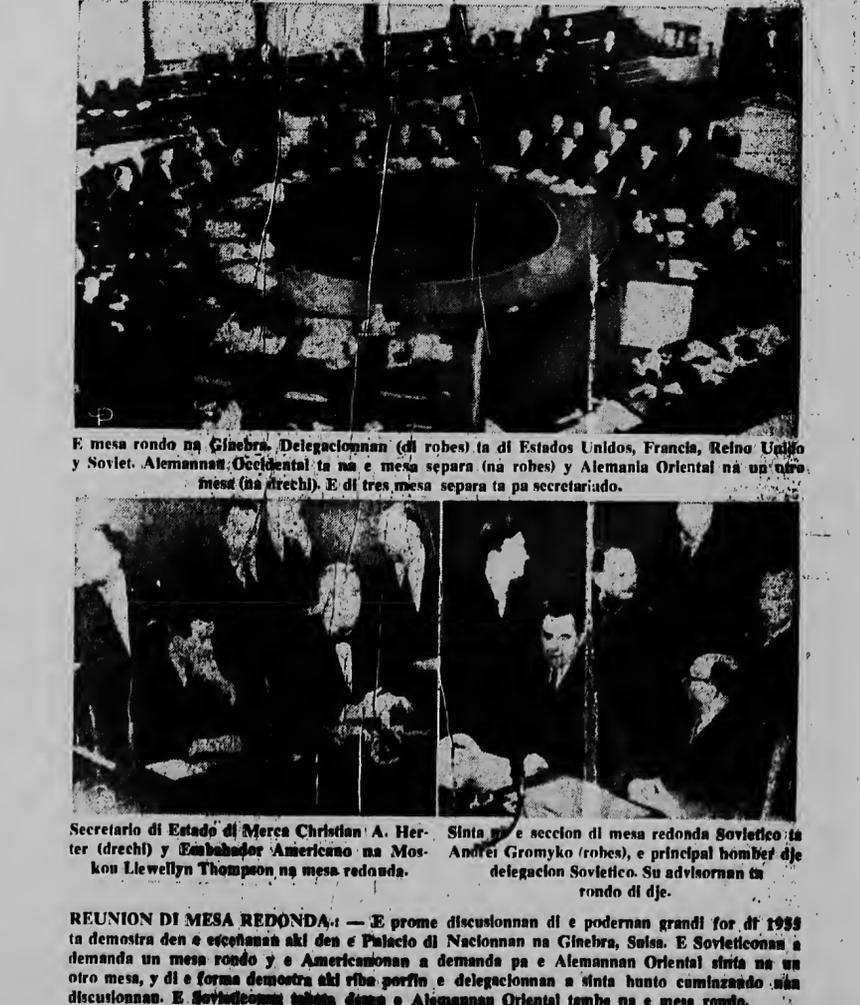 E mesa rondo na Ginebra. Delegacionnan (di robes) ta di Estados Unidos, Francia, Reino Unido
y Soviet. Alemannan Occidental ta na e mesa separa (na robes) y Alemania Oriental na un otro
mesa (na drechi). E di tres mesa separa ta pa secretariado.
Secretario di Estado di Merca Christian A. Her-
ter (drechi) y Embahador Americano na Mos-
kou Llewellyn Thompson na mesa redonda.
Sinta e seccion di mesa redonda Sovietico ta
Andrei Gromyko (robes), e principal homber dje
delegacion Sovietico. Su advisornan ta
rondo di dje.
REUNION DI MESA REDONDA: — E prome discusionnan di e podernan grandi for di 1955
ta demostra den e esceñanan aki den e Palacio di Nacionnan na Ginebra, Suisa. E Sovieticonan a
demanda un mesa rondo y e Americanonan a demanda pa e Alemannan Oriental sinta na un
otro mesa, y di e forma demostra aki riba porfin e delegacionnan a sinta hunto cuminzando
discusionnan. E Alemannan Oriental tambe na e mesa rondo.